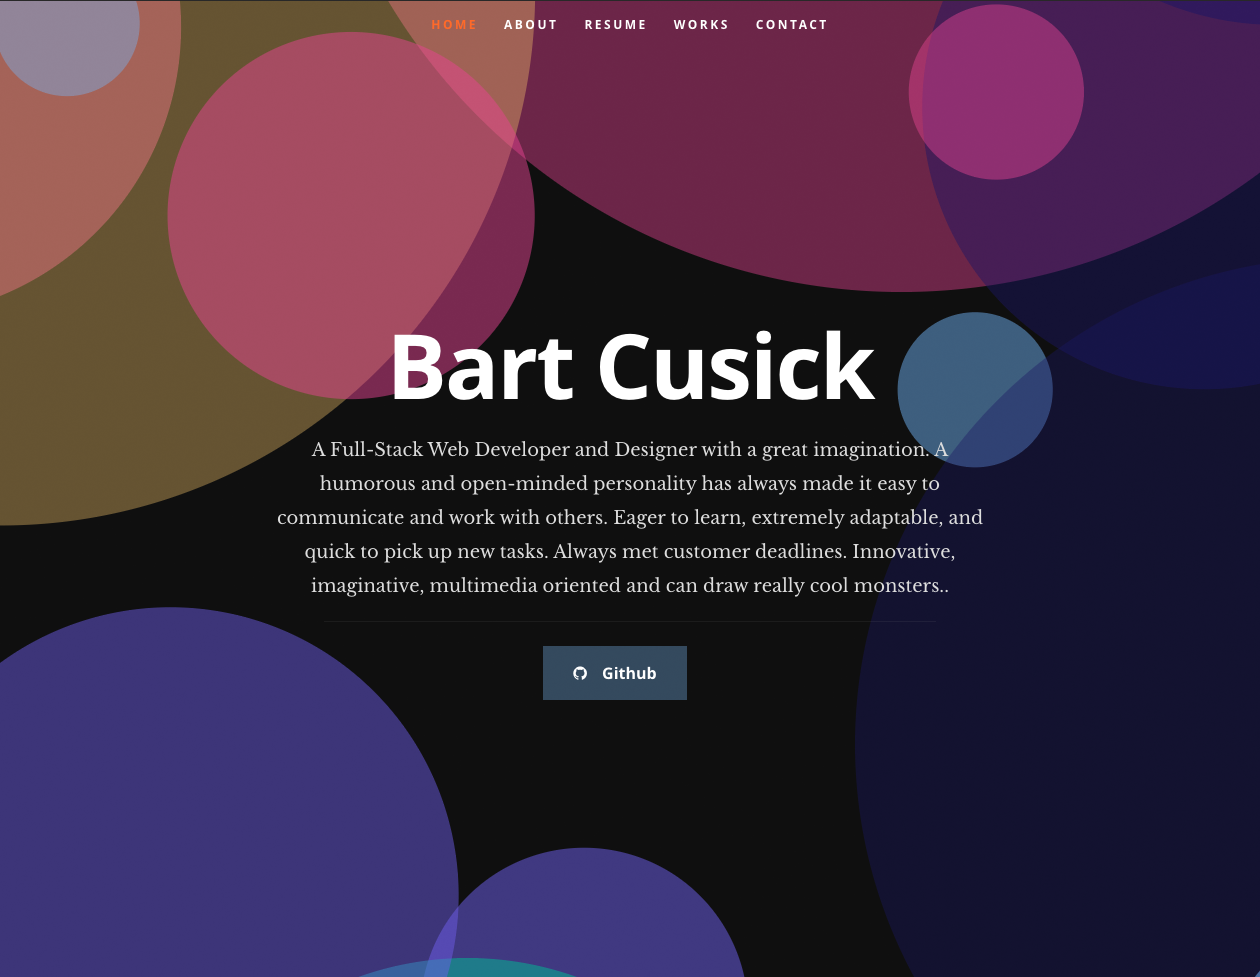 HOME ABOUT RESUME WORKS CONTACT
Bart Cusick
A Full-Stack Web Developer and Designer with a great imagination. A
humorous and open-minded personality has always made it easy to
communicate and work with others. Eager to learn, extremely adaptable, and
quick to pick up new tasks. Always met customer deadlines. Innovative,
imaginative, multimedia oriented and can draw really cool monsters..
Github